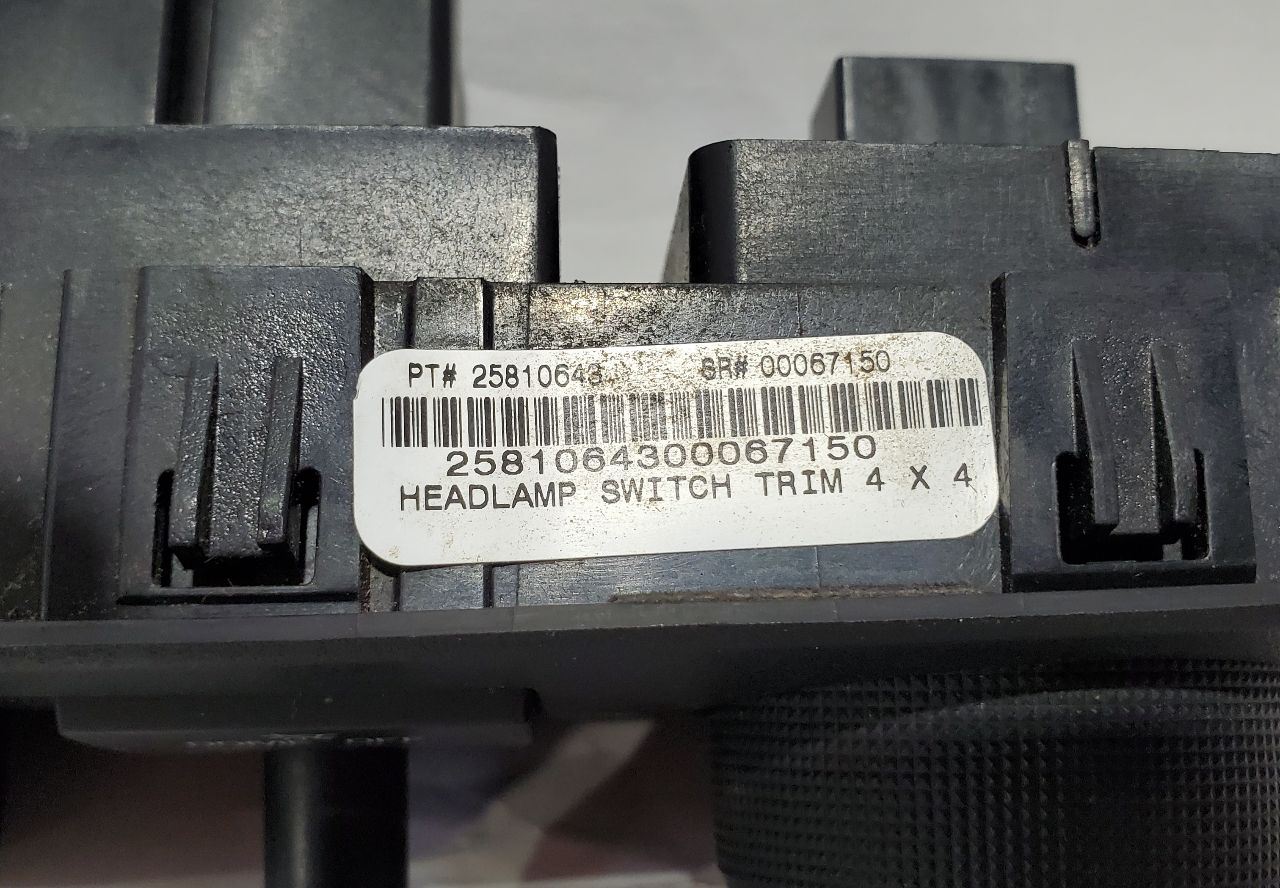 PT# 25810643 SR# 00067150
2581064300067150
HEADLAMP SWITCH TRIM 4 X 4